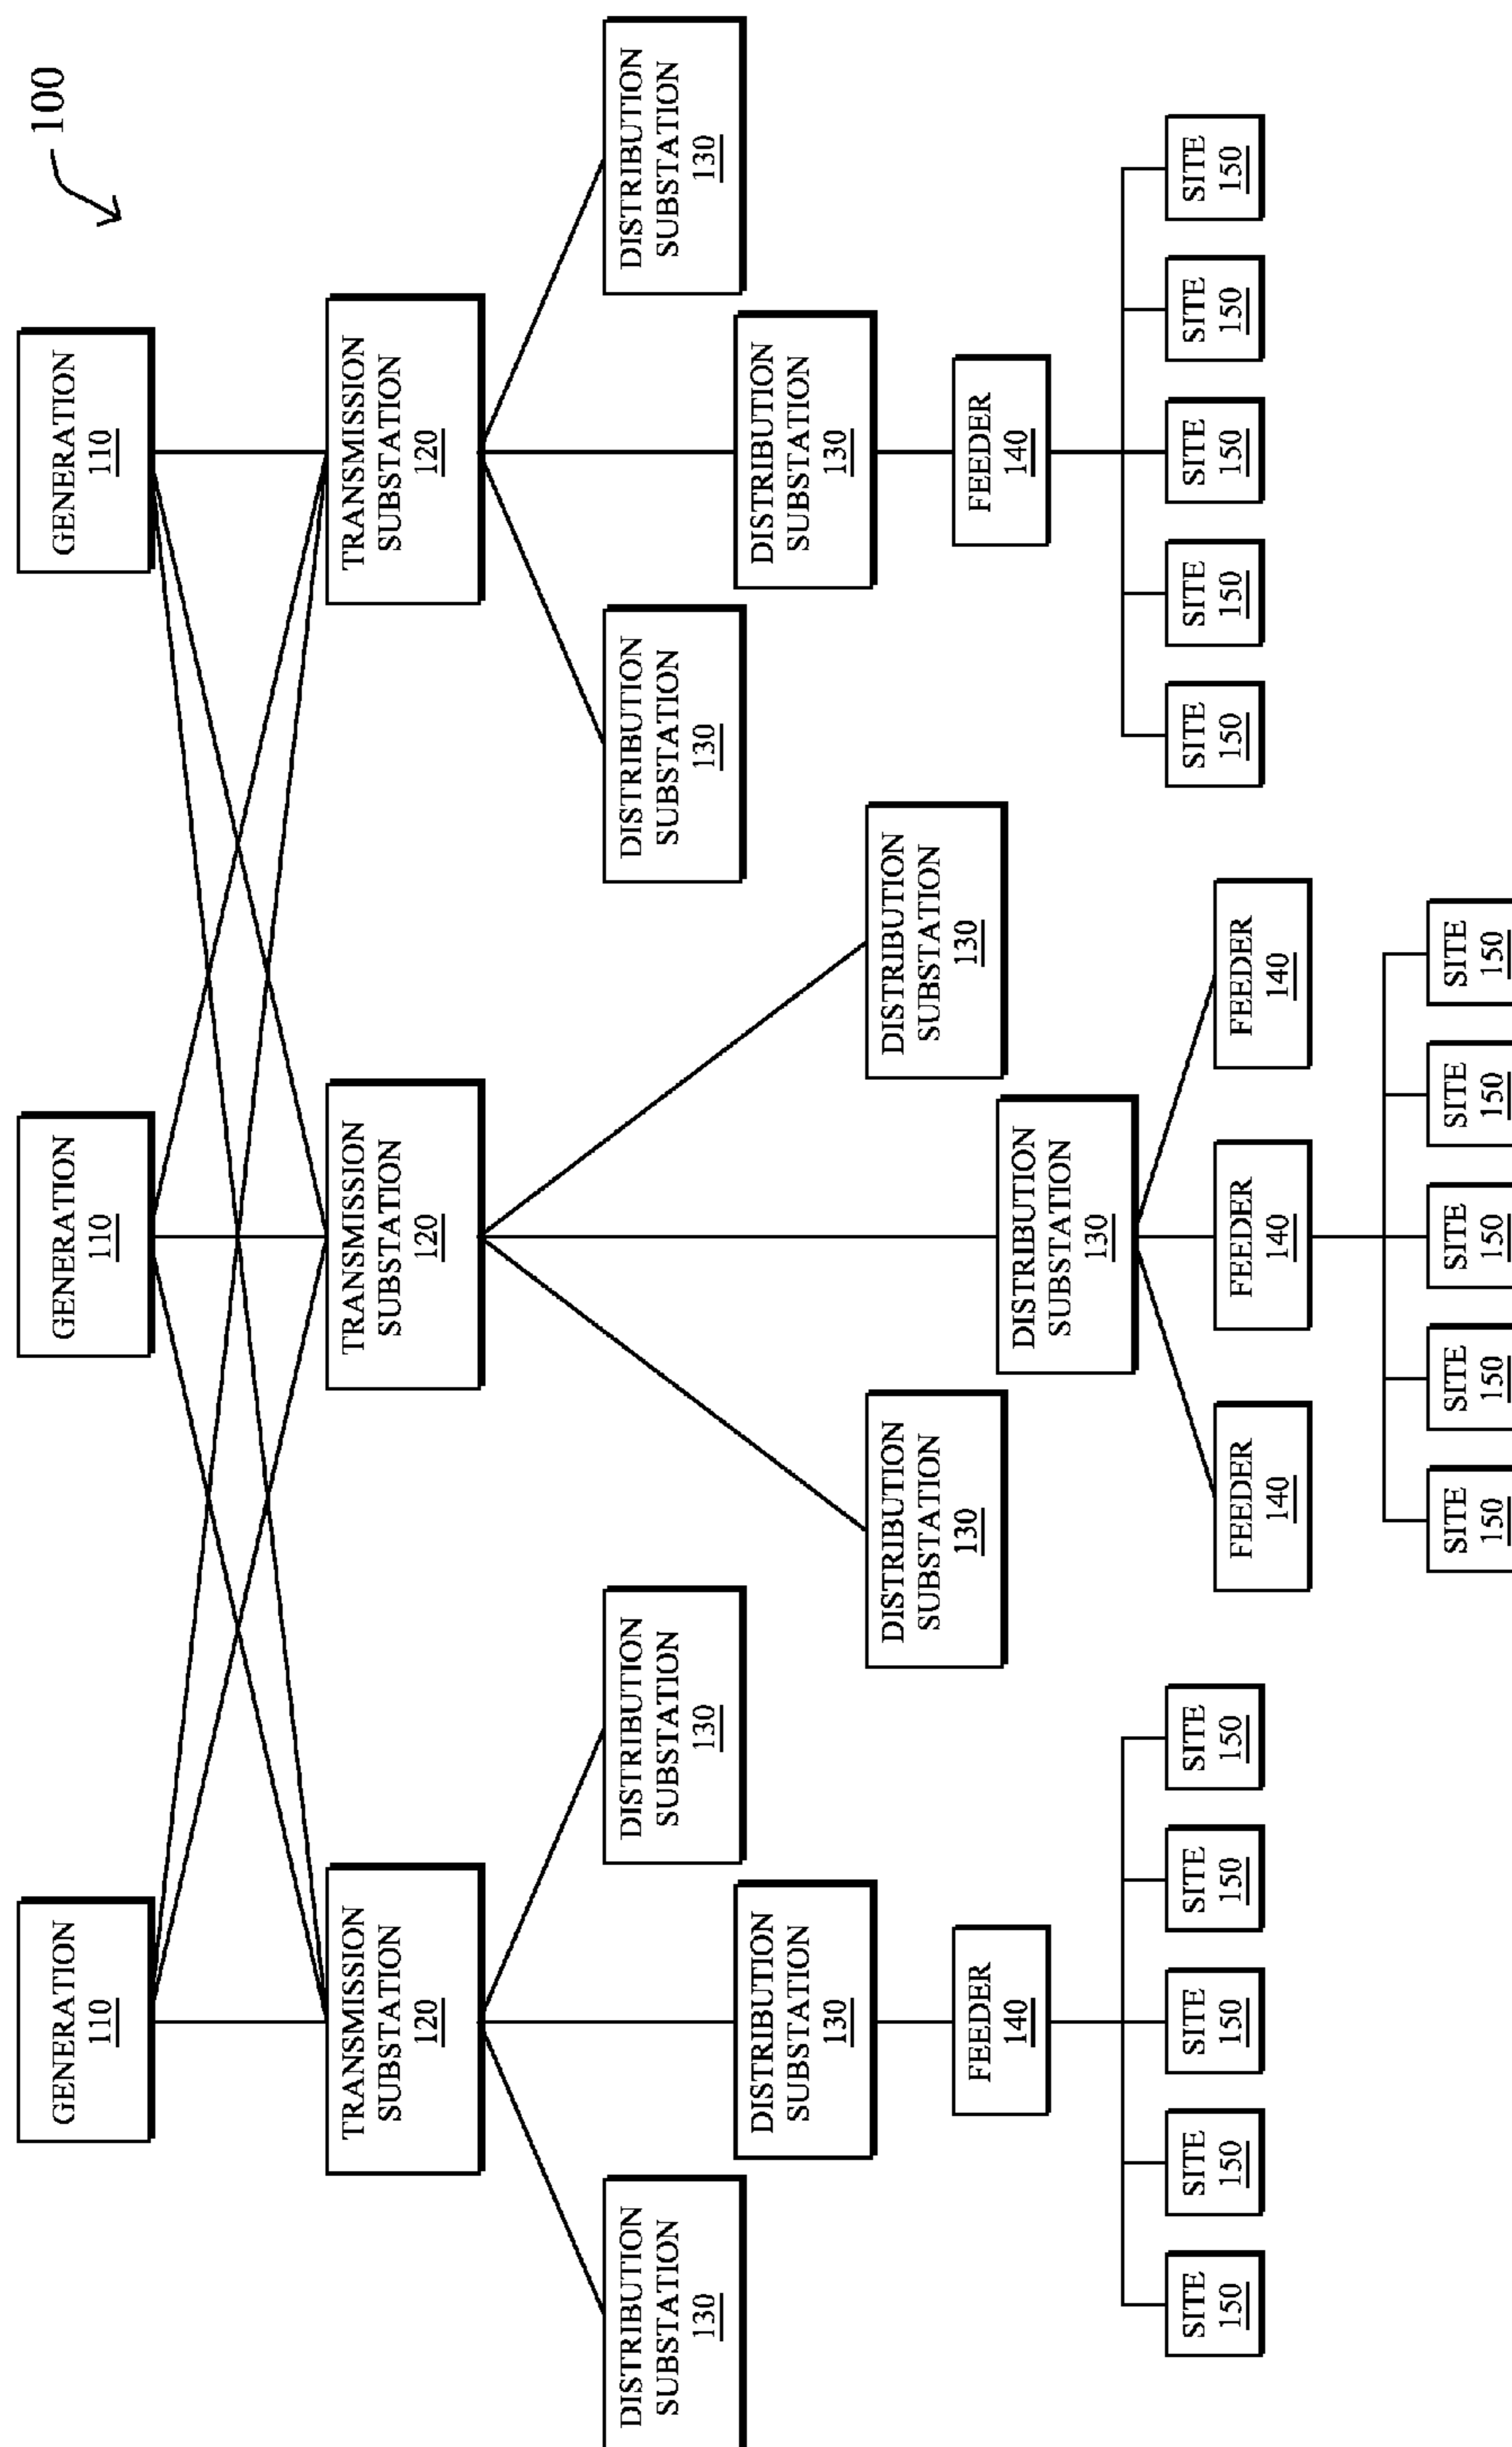 100
GENERATION
110
GENERATION
110
GENERATION
110
TRANSMISSION
SUBSTATION
120
TRANSMISSION
SUBSTATION
120
TRANSMISSION
SUBSTATION
120
DISTRIBUTION
SUBSTATION
130
DISTRIBUTION
SUBSTATION
130
DISTRIBUTION
SUBSTATION
130
DISTRIBUTION
SUBSTATION
130
DISTRIBUTION
SUBSTATION
130
DISTRIBUTION
SUBSTATION
130
DISTRIBUTION
SUBSTATION
130
DISTRIBUTION
SUBSTATION
130
FEEDER
140
FEEDER
140
DISTRIBUTION
SUBSTATION
130
SITE
150
SITE
150
SITE
150
SITE
150
SITE
150
SITE
150
SITE
150
SITE
150
SITE
150
SITE
150
FEEDER
140
FEEDER
140
FEEDER
140
SITE
150
SITE
150
SITE
150
SITE
150
SITE
150